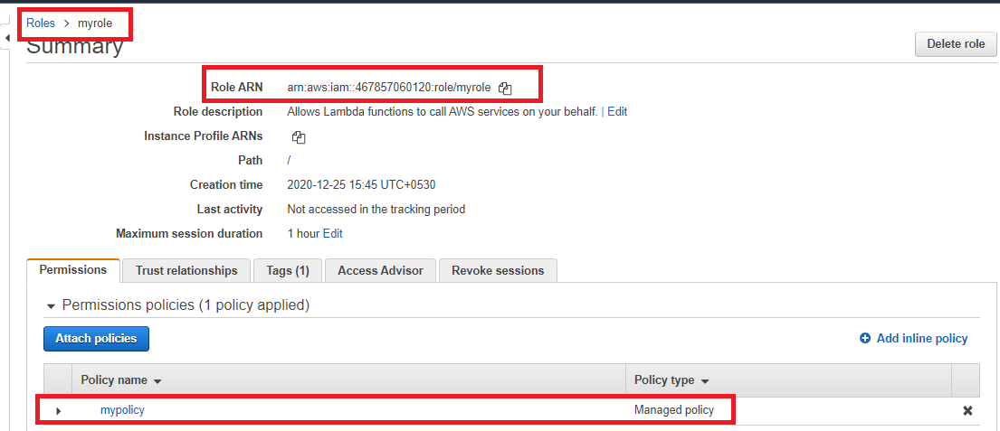 Roles > myrole
Summary
Delete role
Role ARN arn:aws:iam::467857060120:role/myrole
Role description Allows Lambda functions to call AWS services on your behalf. | Edit
Instance Profile ARNs
Path /
Creation time 2020-12-25 15:45 UTC+0530
Last activity Not accessed in the tracking period
Maximum session duration 1 hour Edit
Permissions Trust relationships Tags (1) Access Advisor Revoke sessions
Permissions policies (1 policy applied)
Attach policies Add inline policy
Policy name Policy type
mypolicy Managed policy